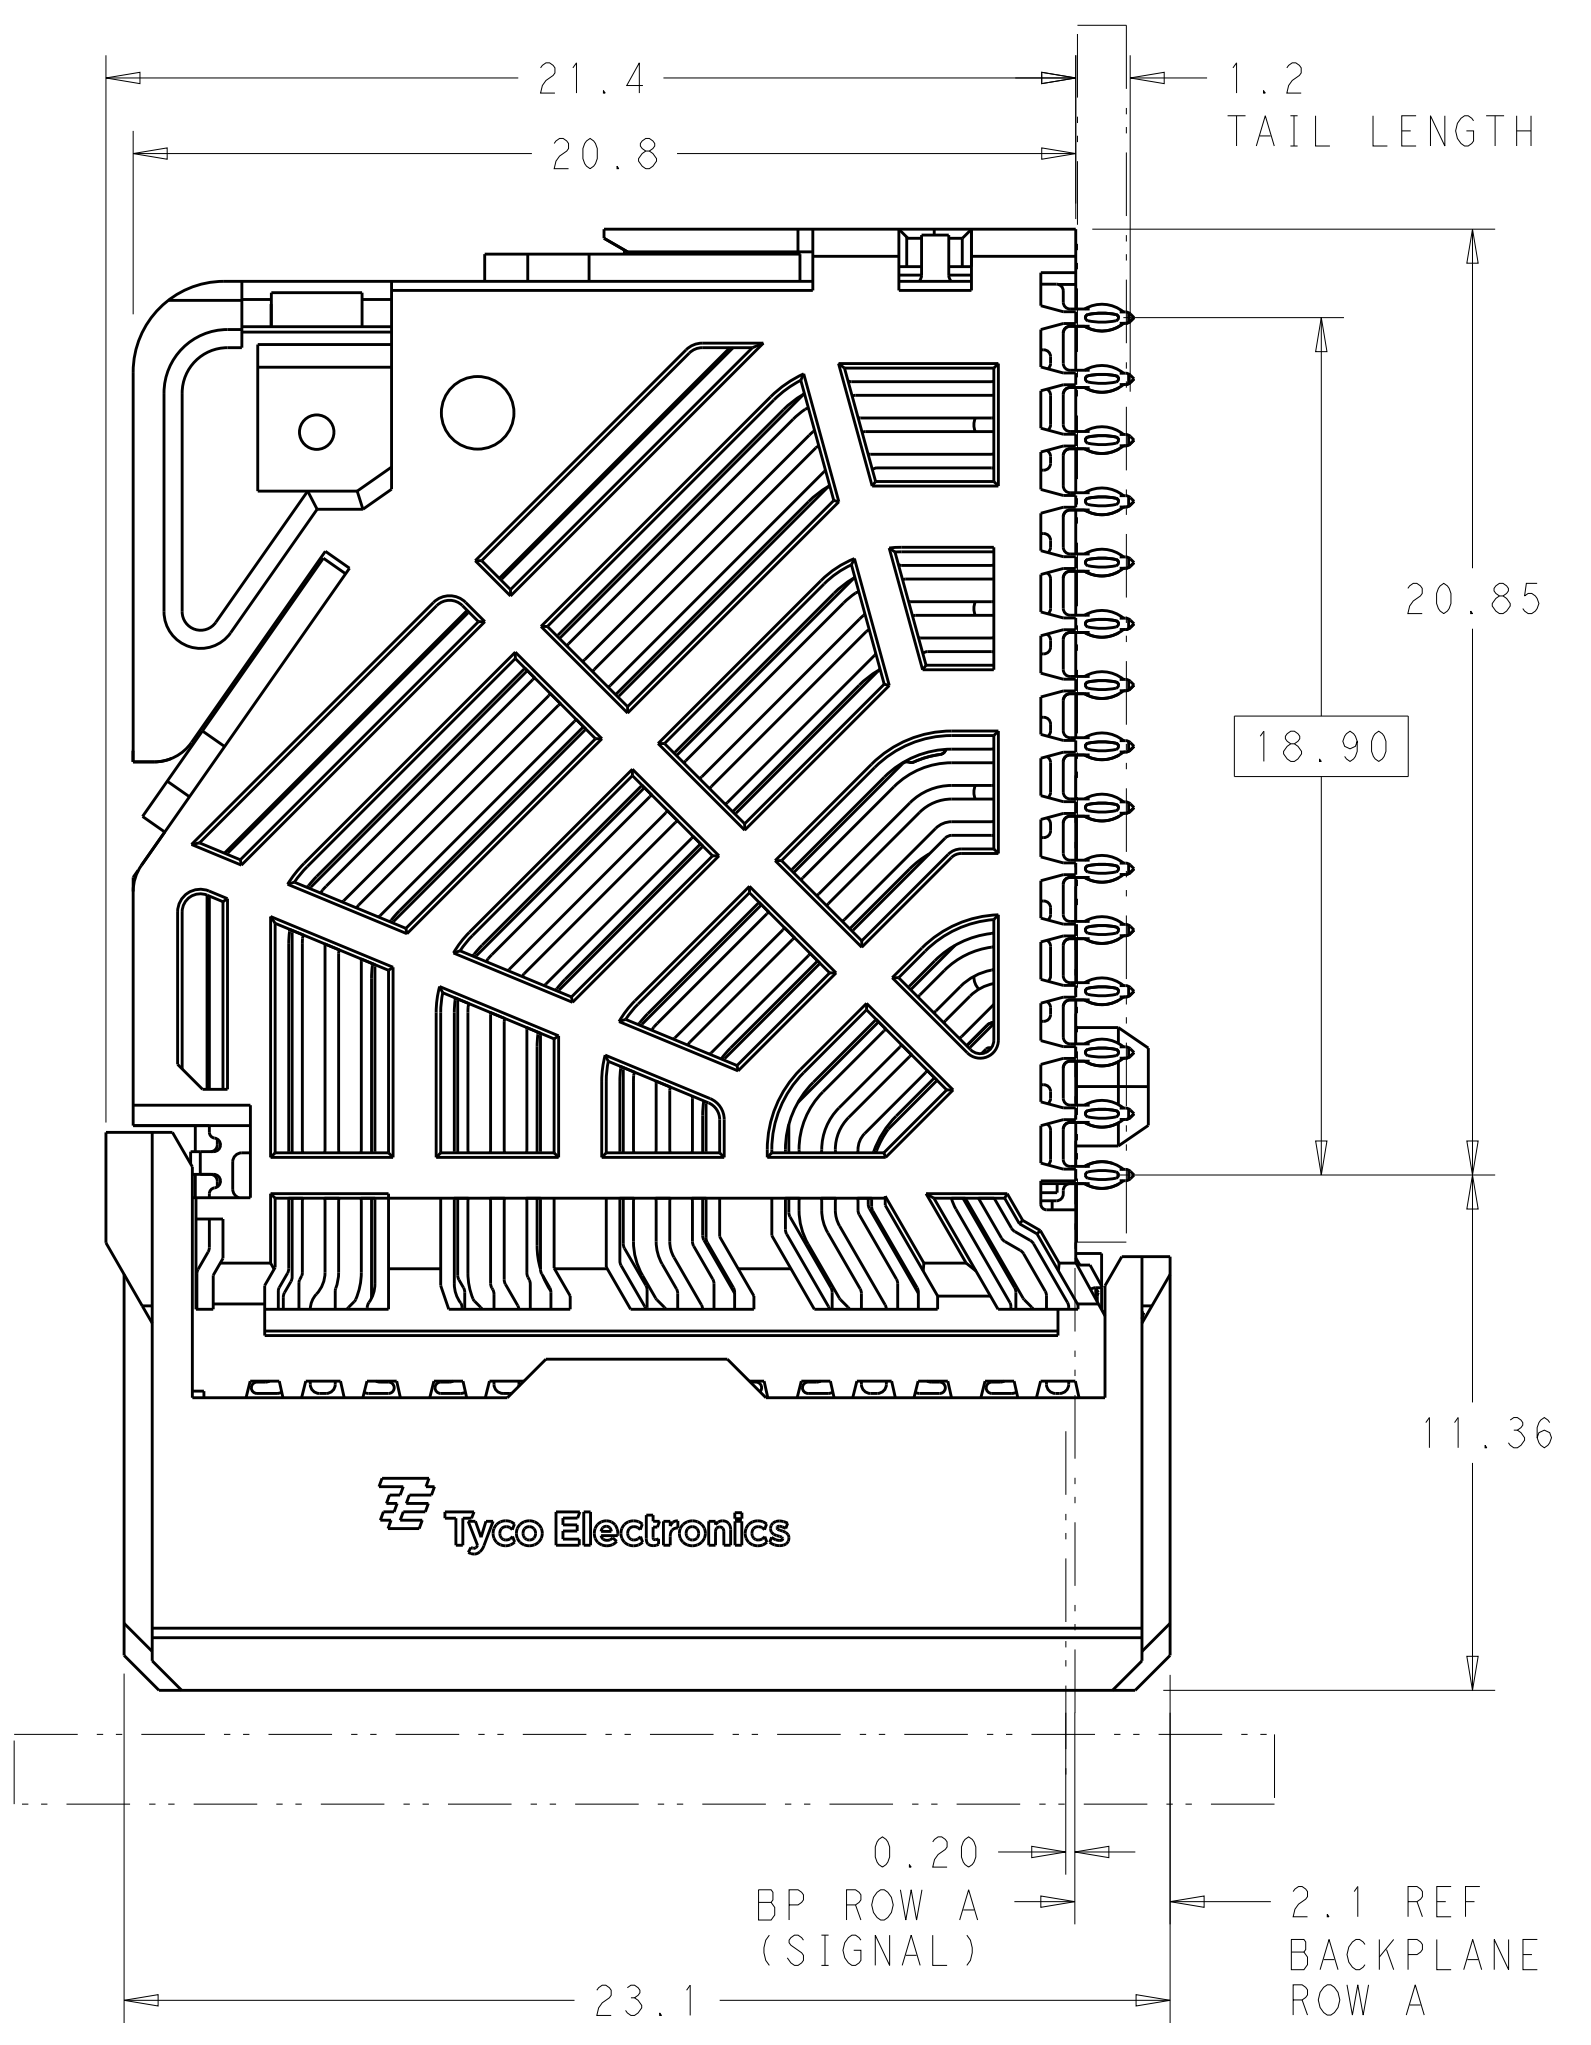 21.4
1.2
TAIL LENGTH
20.8
20.85
18.90
11.36
Tyco Electronics
0.20
BP ROW A
(SIGNAL)
2.1 REF
BACKPLANE
ROW A
23.1